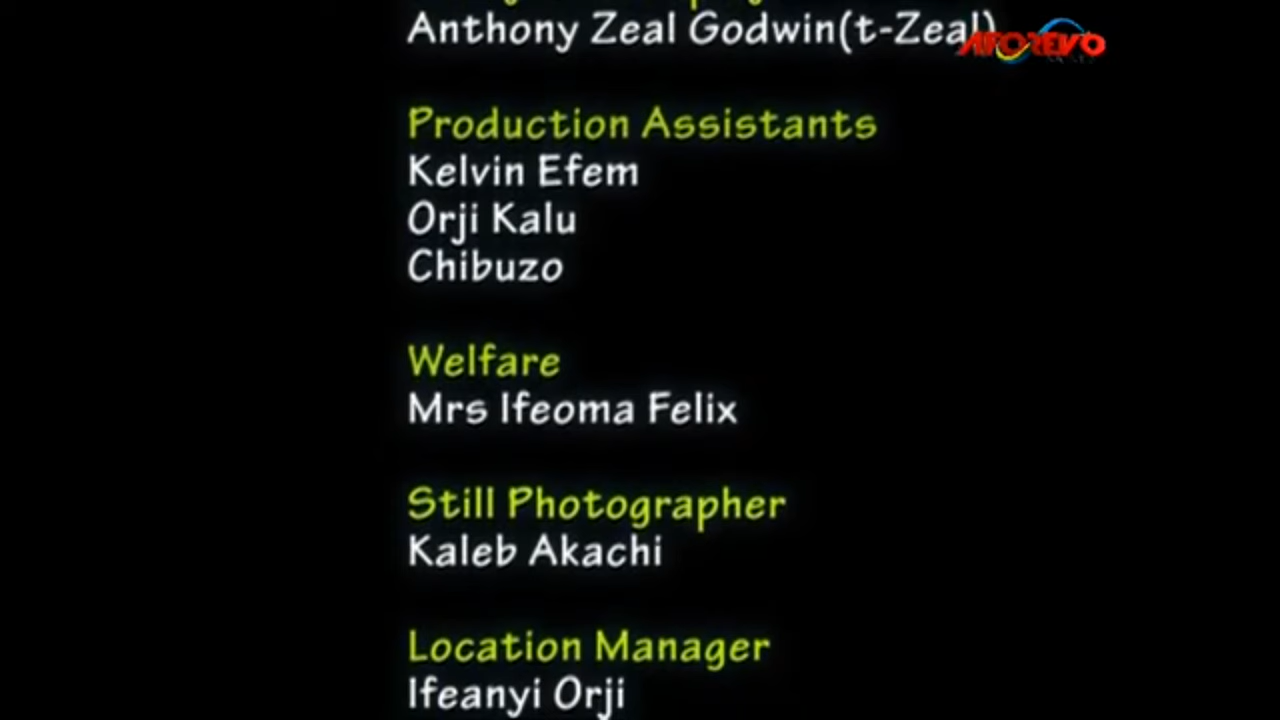 Anthony Zeal Godwin(t-Zeal)
AFOREVO
Production Assistants
Kelvin Efem
Orji Kalu
Chibuzo
Welfare
Mrs Ifeoma Felix
Still Photographer
Kaleb Akachi
Location Manager
Ifeanyi Orji